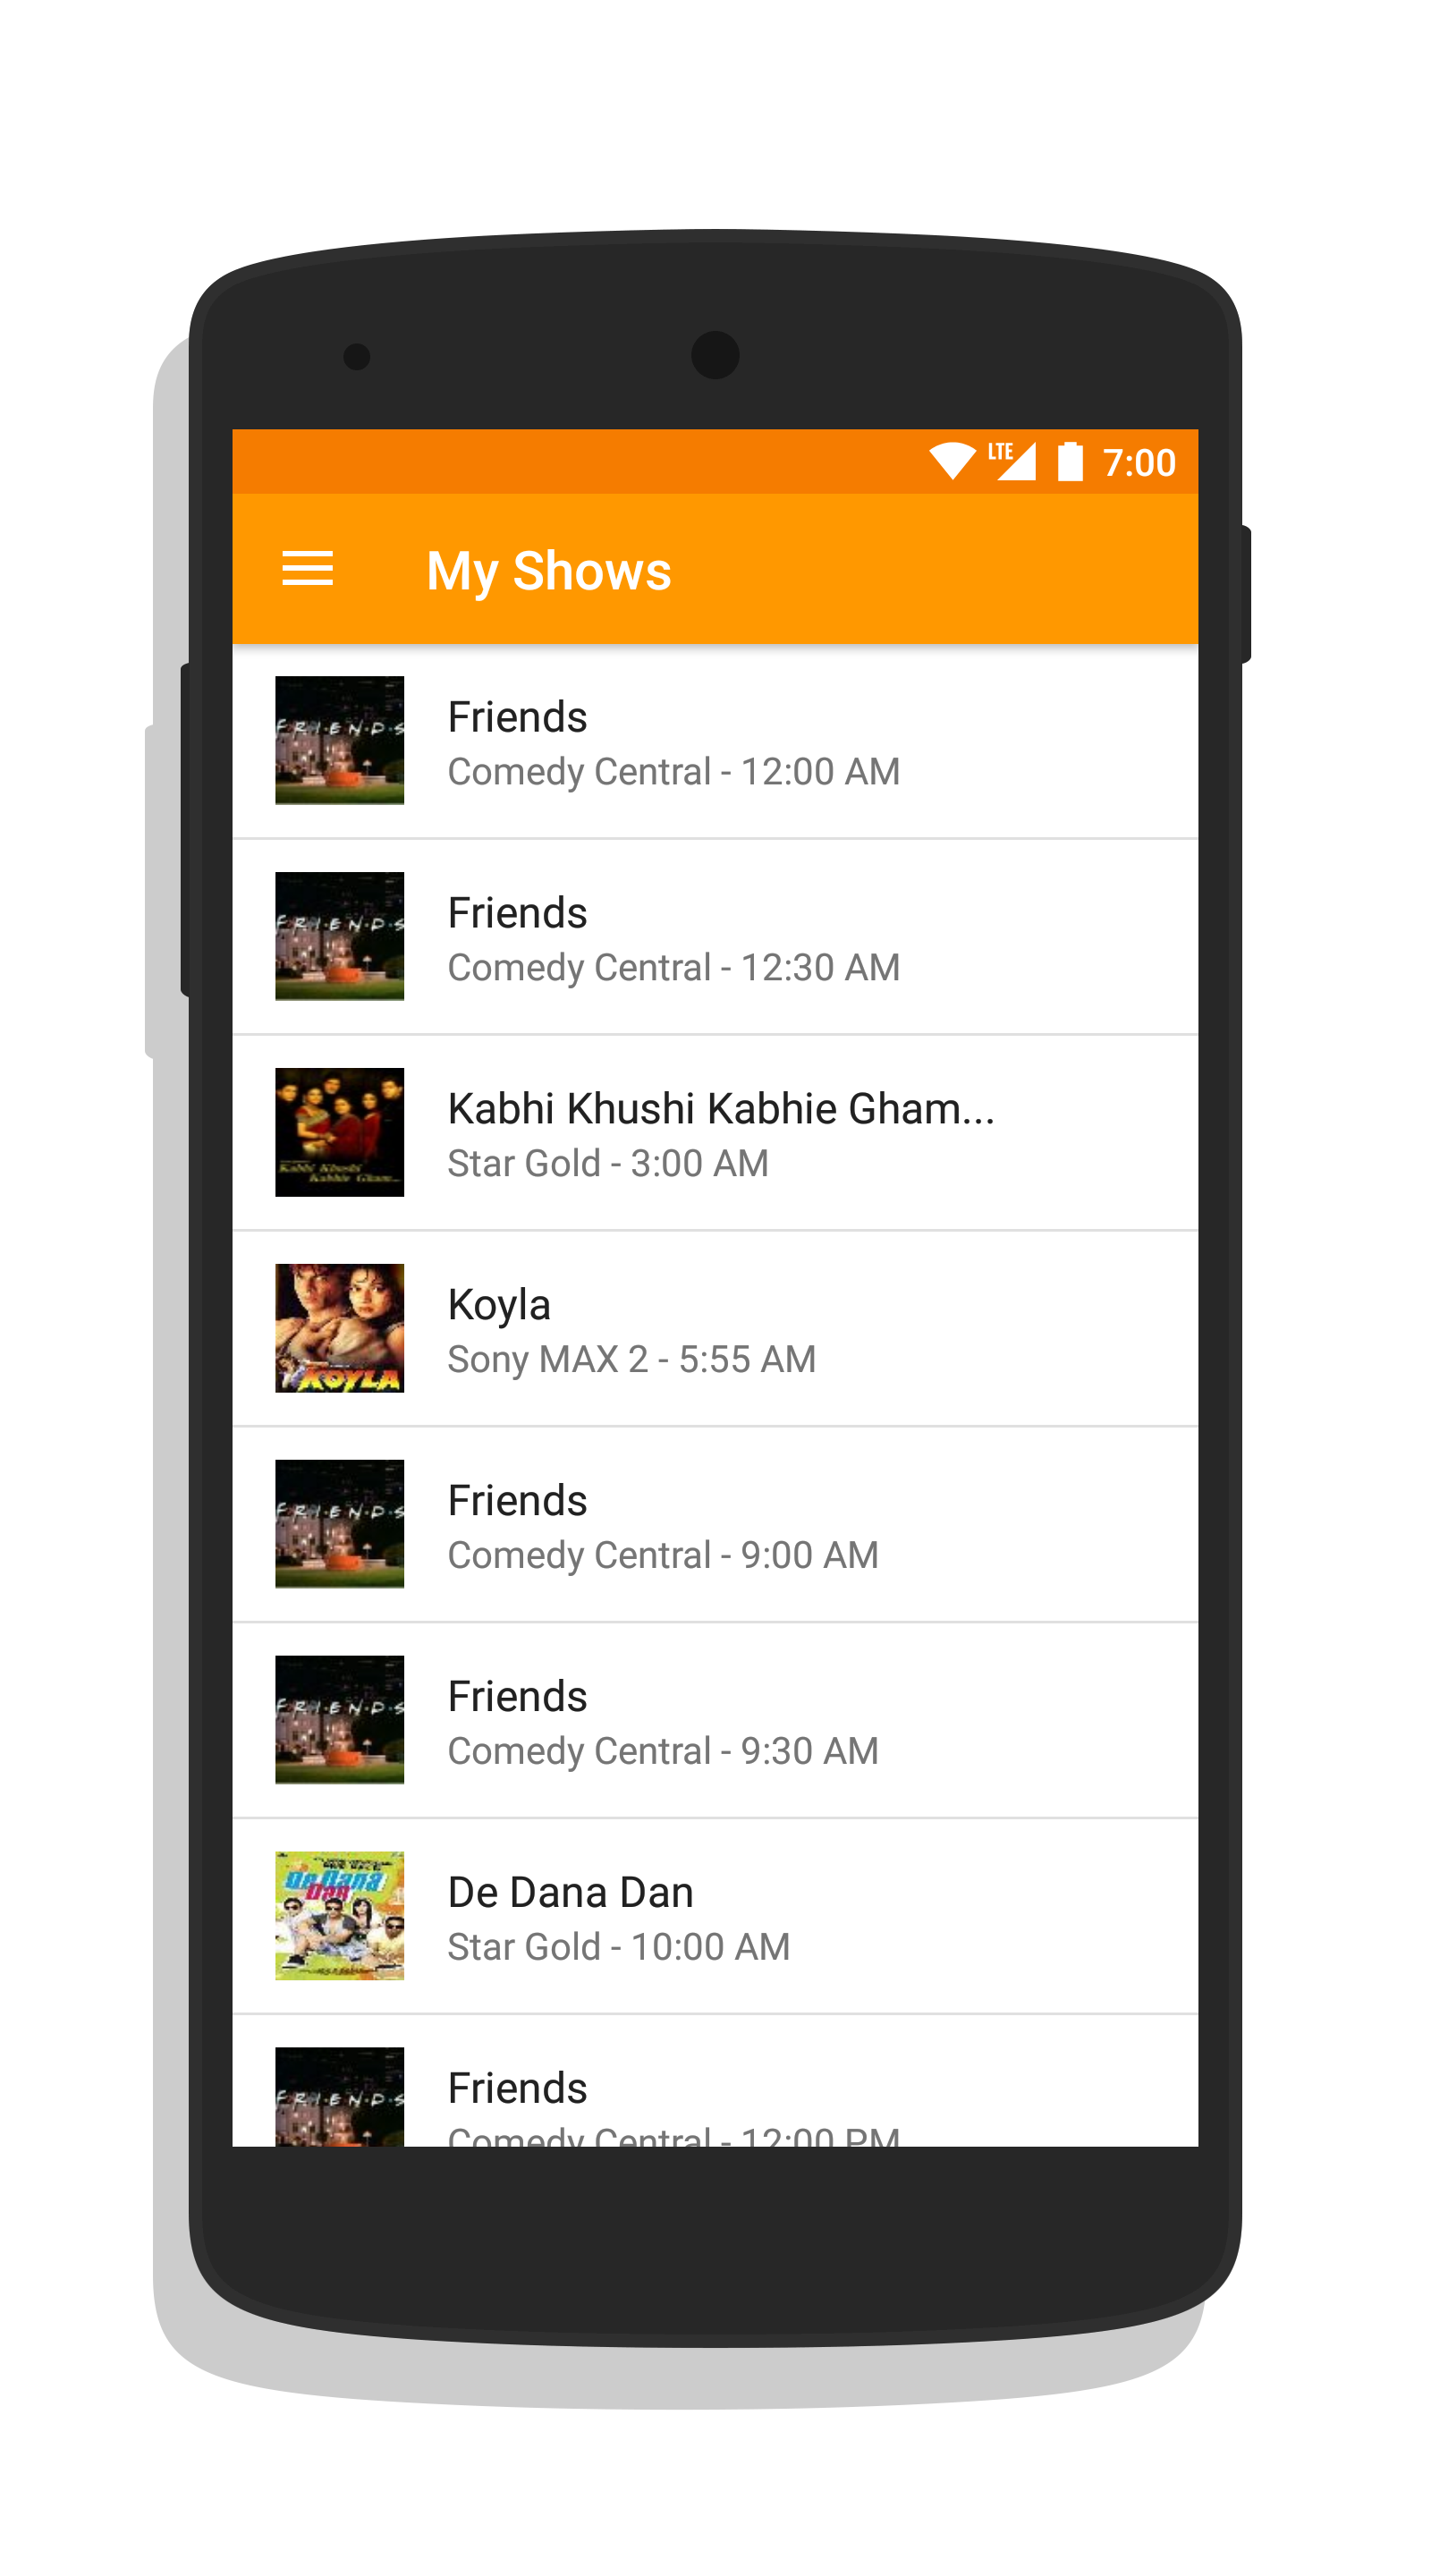 LTE 7:00
My Shows
F·R·I·E·N·D·S
Friends
Comedy Central - 12:00 AM
F·R·I·E·N·D·S
Friends
Comedy Central - 12:30 AM
Kabhi Khushi Kabhie Gham...
Star Gold - 3:00 AM
Kabhi Khushi
Kabhie Gham...
Koyla
Sony MAX 2 - 5:55 AM
KOYLA
F·R·I·E·N·D·S
Friends
Comedy Central - 9:00 AM
F·R·I·E·N·D·S
Friends
Comedy Central - 9:30 AM
De Dana Dan
Star Gold - 10:00 AM
De Dana
Dan
F·R·I·E·N·D·S
Friends
Comedy Central - 12:00 PM